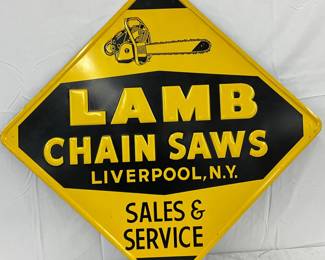 LAMB
CHAIN SAWS
LIVERPOOL, N.Y.
SALES &
SERVICE